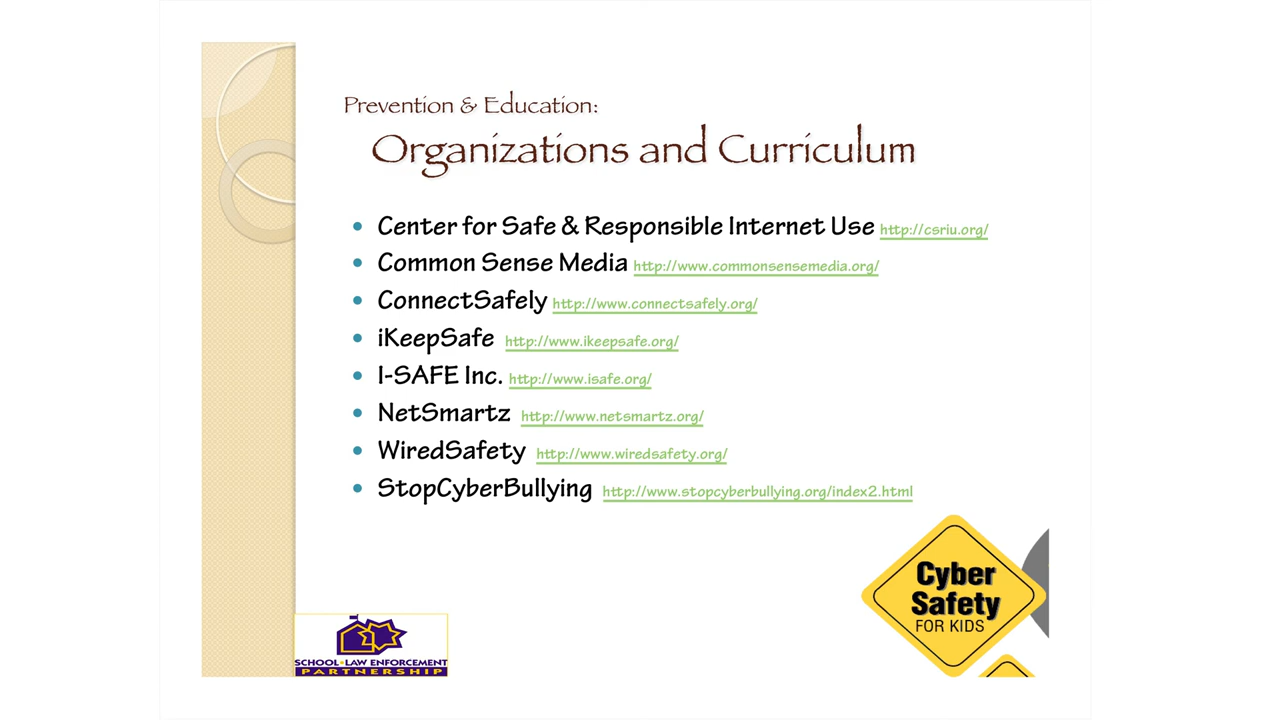 Prevention & Education:
Organizations and Curriculum
Center for Safe & Responsible Internet Use http://csriu.org/
Common Sense Media http://www.commonsensemedia.org/
ConnectSafely http://www.connectsafely.org/
iKeepSafe http://www.ikeepsafe.org/
I-SAFE Inc. http://www.isafe.org/
NetSmartz http://www.netsmartz.org/
WiredSafety http://www.wiredsafety.org/
StopCyberBullying http://www.stopcyberbullying.org/index2.html
Cyber
Safety
FOR KIDS
SCHOOL•LAW ENFORCEMENT
PARTNERSHIP